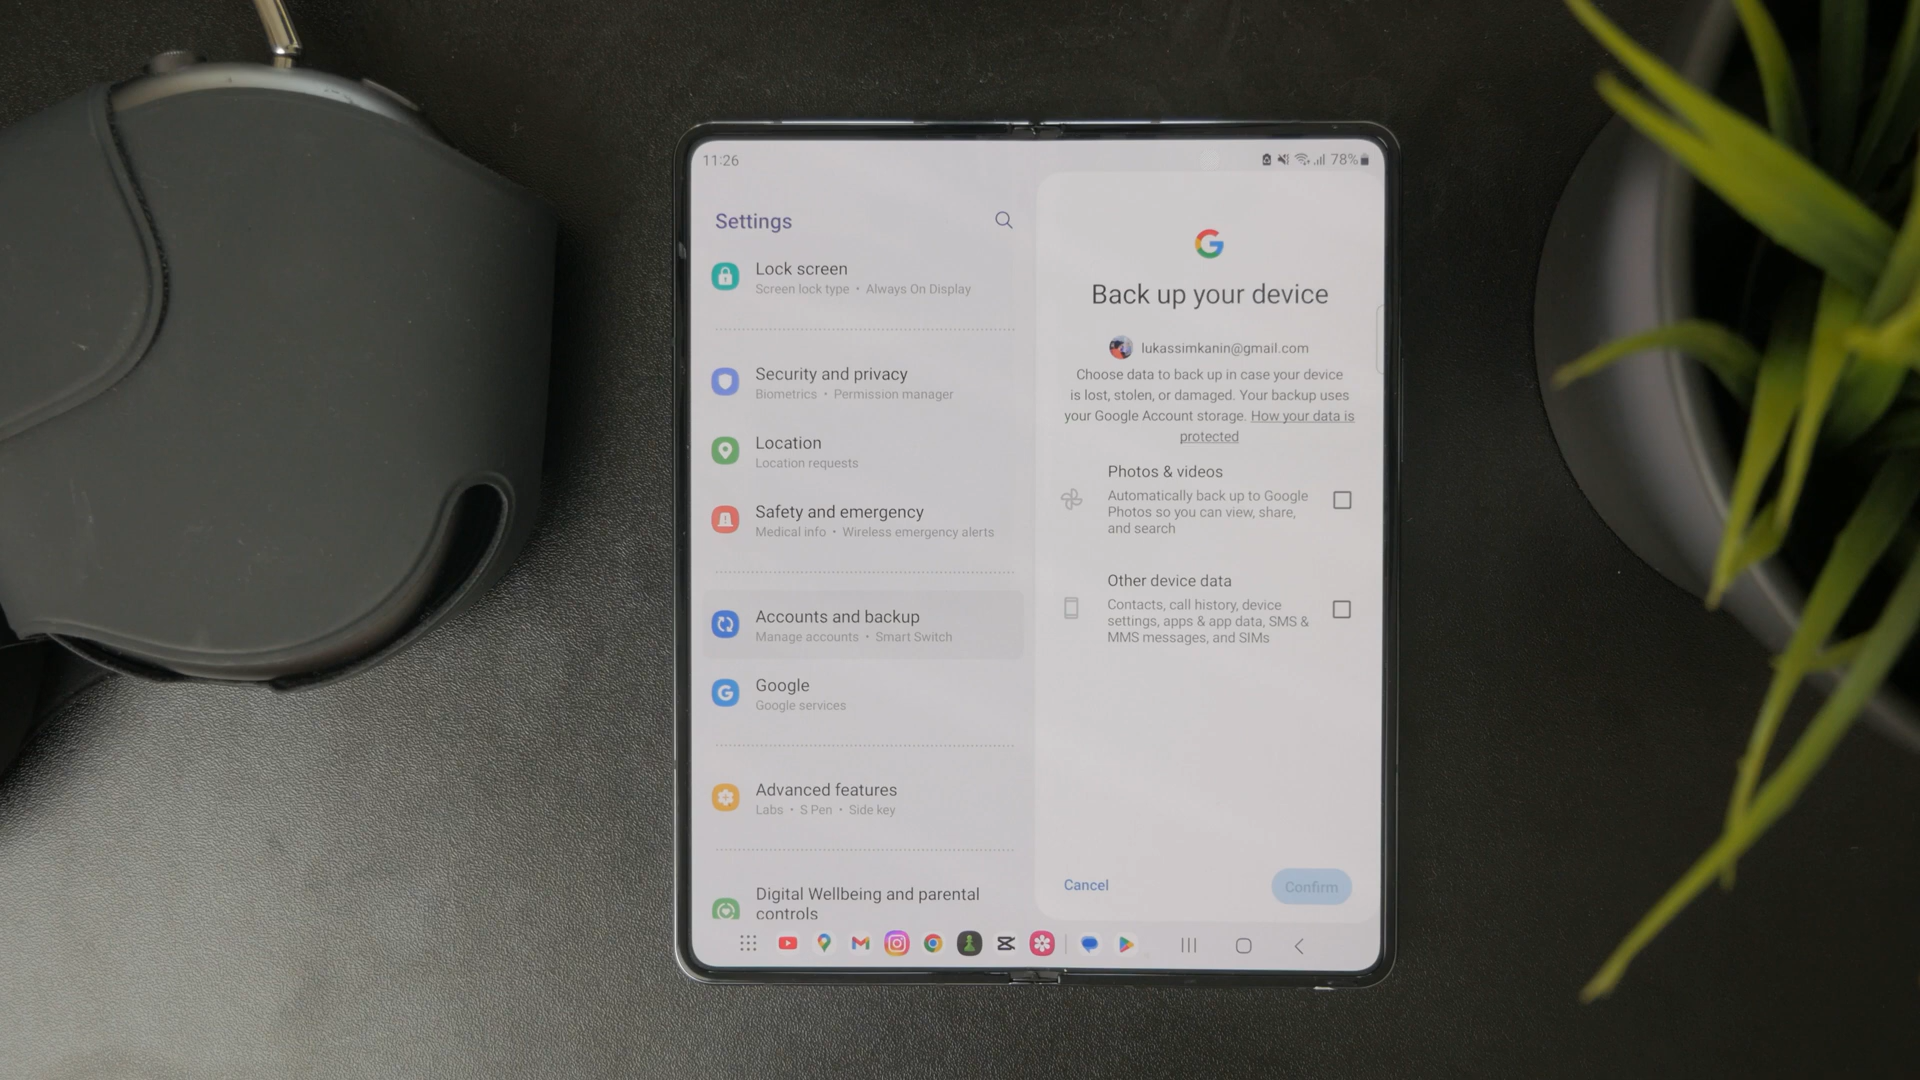 11:26
78%
Settings
Lock screen
Screen lock type • Always On Display
Security and privacy
Biometrics • Permission manager
Location
Location requests
Safety and emergency
Medical info • Wireless emergency alerts
Accounts and backup
Manage accounts • Smart Switch
Google
Google services
Advanced features
Labs • S Pen • Side key
Digital Wellbeing and parental
controls
Back up your device
lukassimkanin@gmail.com
Choose data to back up in case your device
is lost, stolen, or damaged. Your backup uses
your Google Account storage. How your data is
protected
Photos & videos
Automatically back up to Google
Photos so you can view, share,
and search
Other device data
Contacts, call history, device
settings, apps & app data, SMS &
MMS messages, and SIMs
Cancel
Confirm